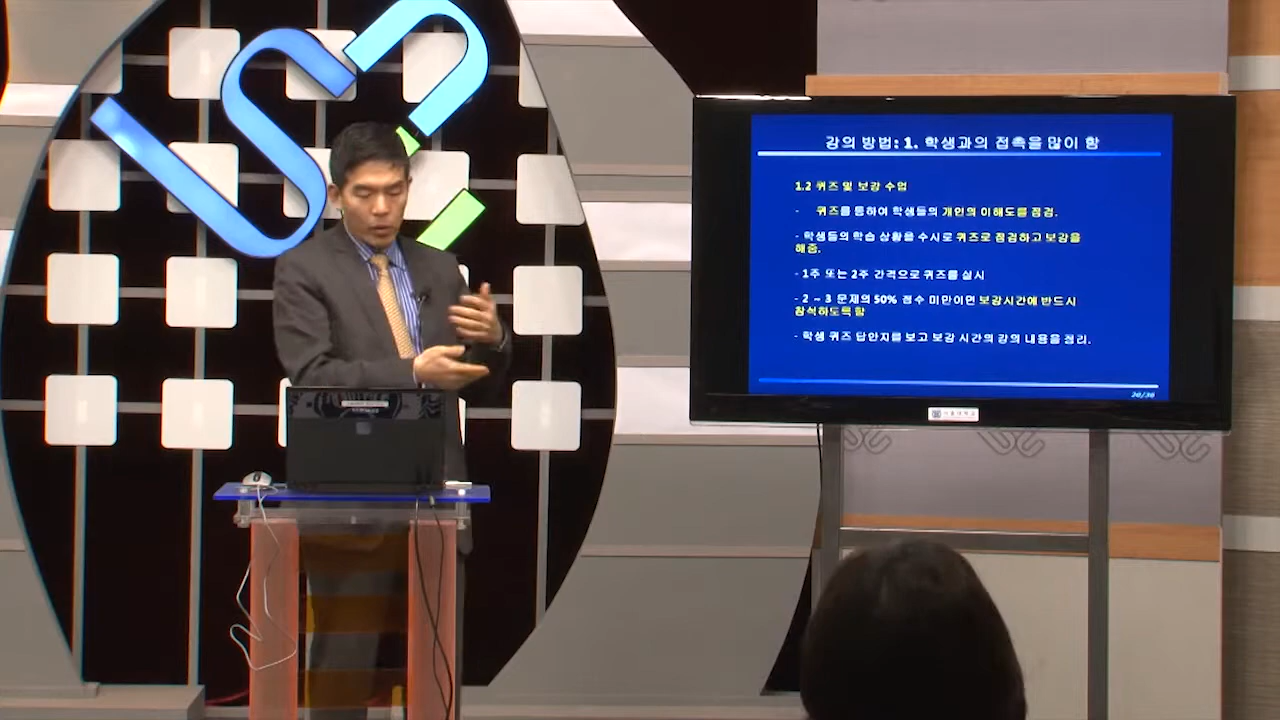 강의 방법: 1. 학생과의 접촉을 많이 함
1.2 퀴즈 및 보강 수업
- 퀴즈를 통하여 학생들의 개인의 이해도를 점검.
- 학생들의 학습 상황을 수시로 퀴즈로 점검하고 보강을
해줌.
- 1주 또는 2주 간격으로 퀴즈를 실시
- 2 ~ 3 문제의 50% 점수 미만이면 보강시간에 반드시
참석하도록 함
- 학생 퀴즈 답안지를 보고 보강 시간의 강의 내용을 정리.
20/30